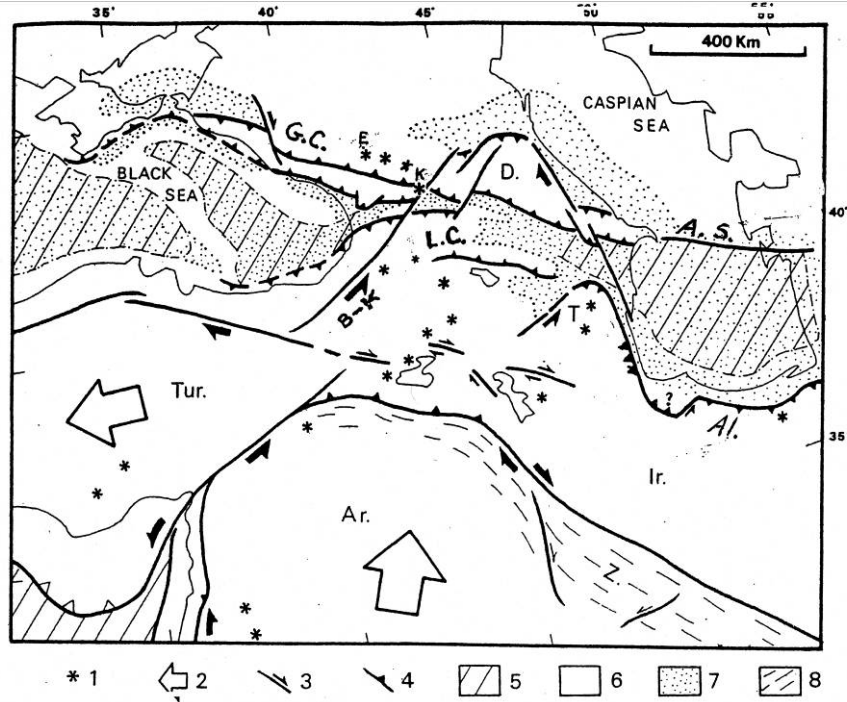 35' 40' 45' 50' 55'
400 Km
CASPIAN
SEA
G.C.
E
K
D.
BLACK
SEA
40'
A.S.
L.C.
B-K
T
Tur.
?
Al.
35'
Ir.
Ar.
Z.
* 1 2 3 4 5 6 7 8